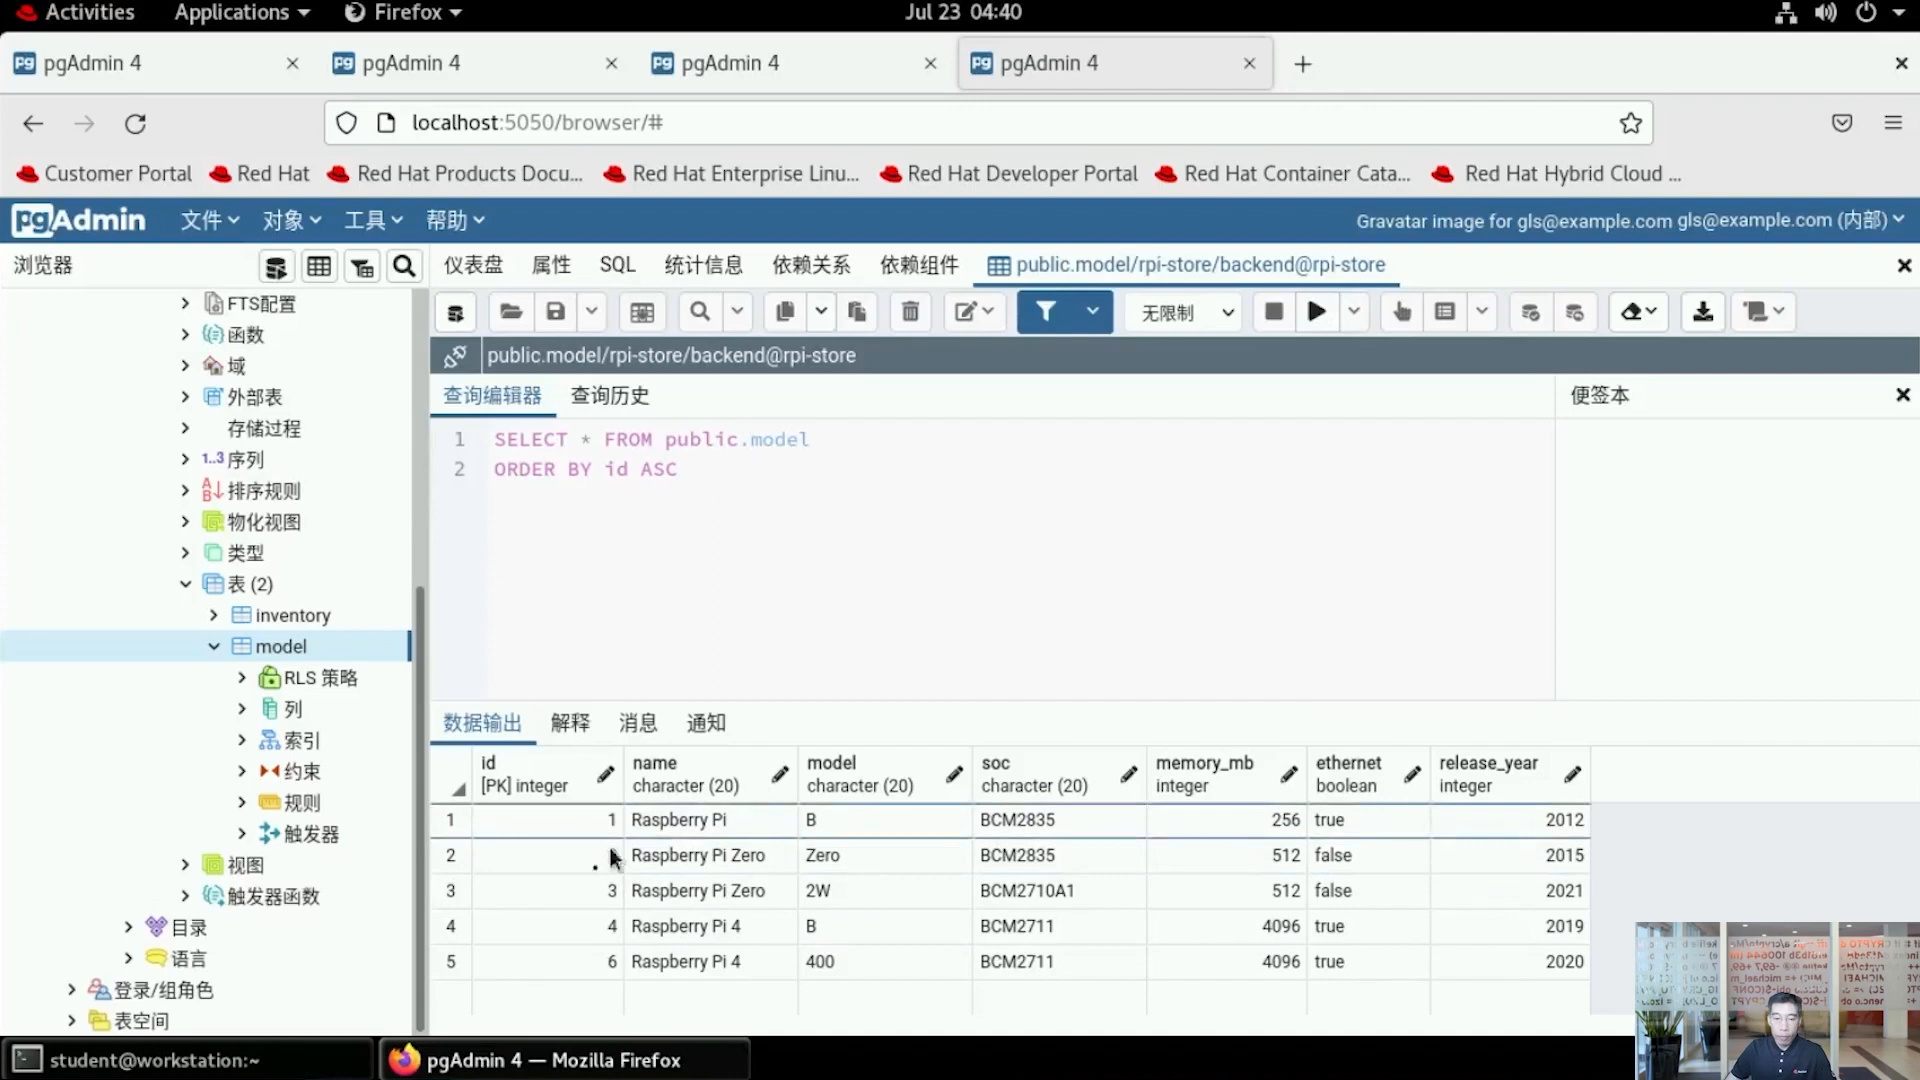 Activities Applications Firefox Jul 23 04:40
pgAdmin 4 pgAdmin 4 pgAdmin 4 pgAdmin 4
localhost:5050/browser/#
Customer Portal Red Hat Red Hat Products Docu... Red Hat Enterprise Linu... Red Hat Developer Portal Red Hat Container Cata... Red Hat Hybrid Cloud ...
pgAdmin 文件 对象 工具 帮助 Gravatar image for gls@example.com gls@example.com (内部)
浏览器 仪表盘 属性 SQL 统计信息 依赖关系 依赖组件 public.model/rpi-store/backend@rpi-store
无限制
public.model/rpi-store/backend@rpi-store
查询编辑器 查询历史 便签本
1 SELECT * FROM public.model
2 ORDER BY id ASC
FTS配置
函数
域
外部表
存储过程
1..3 序列
排序规则
物化视图
类型
表 (2)
inventory
model
RLS 策略
列
索引
约束
规则
触发器
视图
触发器函数
目录
语言
登录/组角色
表空间
数据输出 解释 消息 通知
id name model soc memory_mb ethernet release_year
[PK] integer character (20) character (20) character (20) integer boolean integer
1 1 Raspberry Pi B BCM2835 256 true 2012
2 Raspberry Pi Zero Zero BCM2835 512 false 2015
3 3 Raspberry Pi Zero 2W BCM2710A1 512 false 2021
4 4 Raspberry Pi 4 B BCM2711 4096 true 2019
5 6 Raspberry Pi 4 400 BCM2711 4096 true 2020
student@workstation:~ pgAdmin 4 — Mozilla Firefox